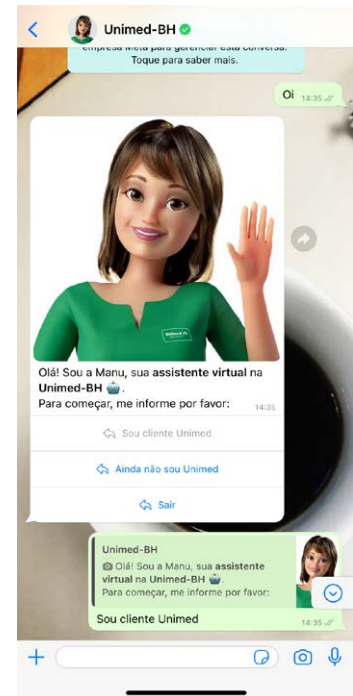 Unimed-BH
empresa Meta para gerenciar esta conversa.
Toque para saber mais.
Oi 14:35
Olá! Sou a Manu, sua assistente virtual na
Unimed-BH 🤖.
Para começar, me informe por favor: 14:35
Sou cliente Unimed
Ainda não sou Unimed
Sair
Unimed-BH
Olá! Sou a Manu, sua assistente
virtual na Unimed-BH 🤖.
Para começar, me informe por favor:
Sou cliente Unimed 14:35